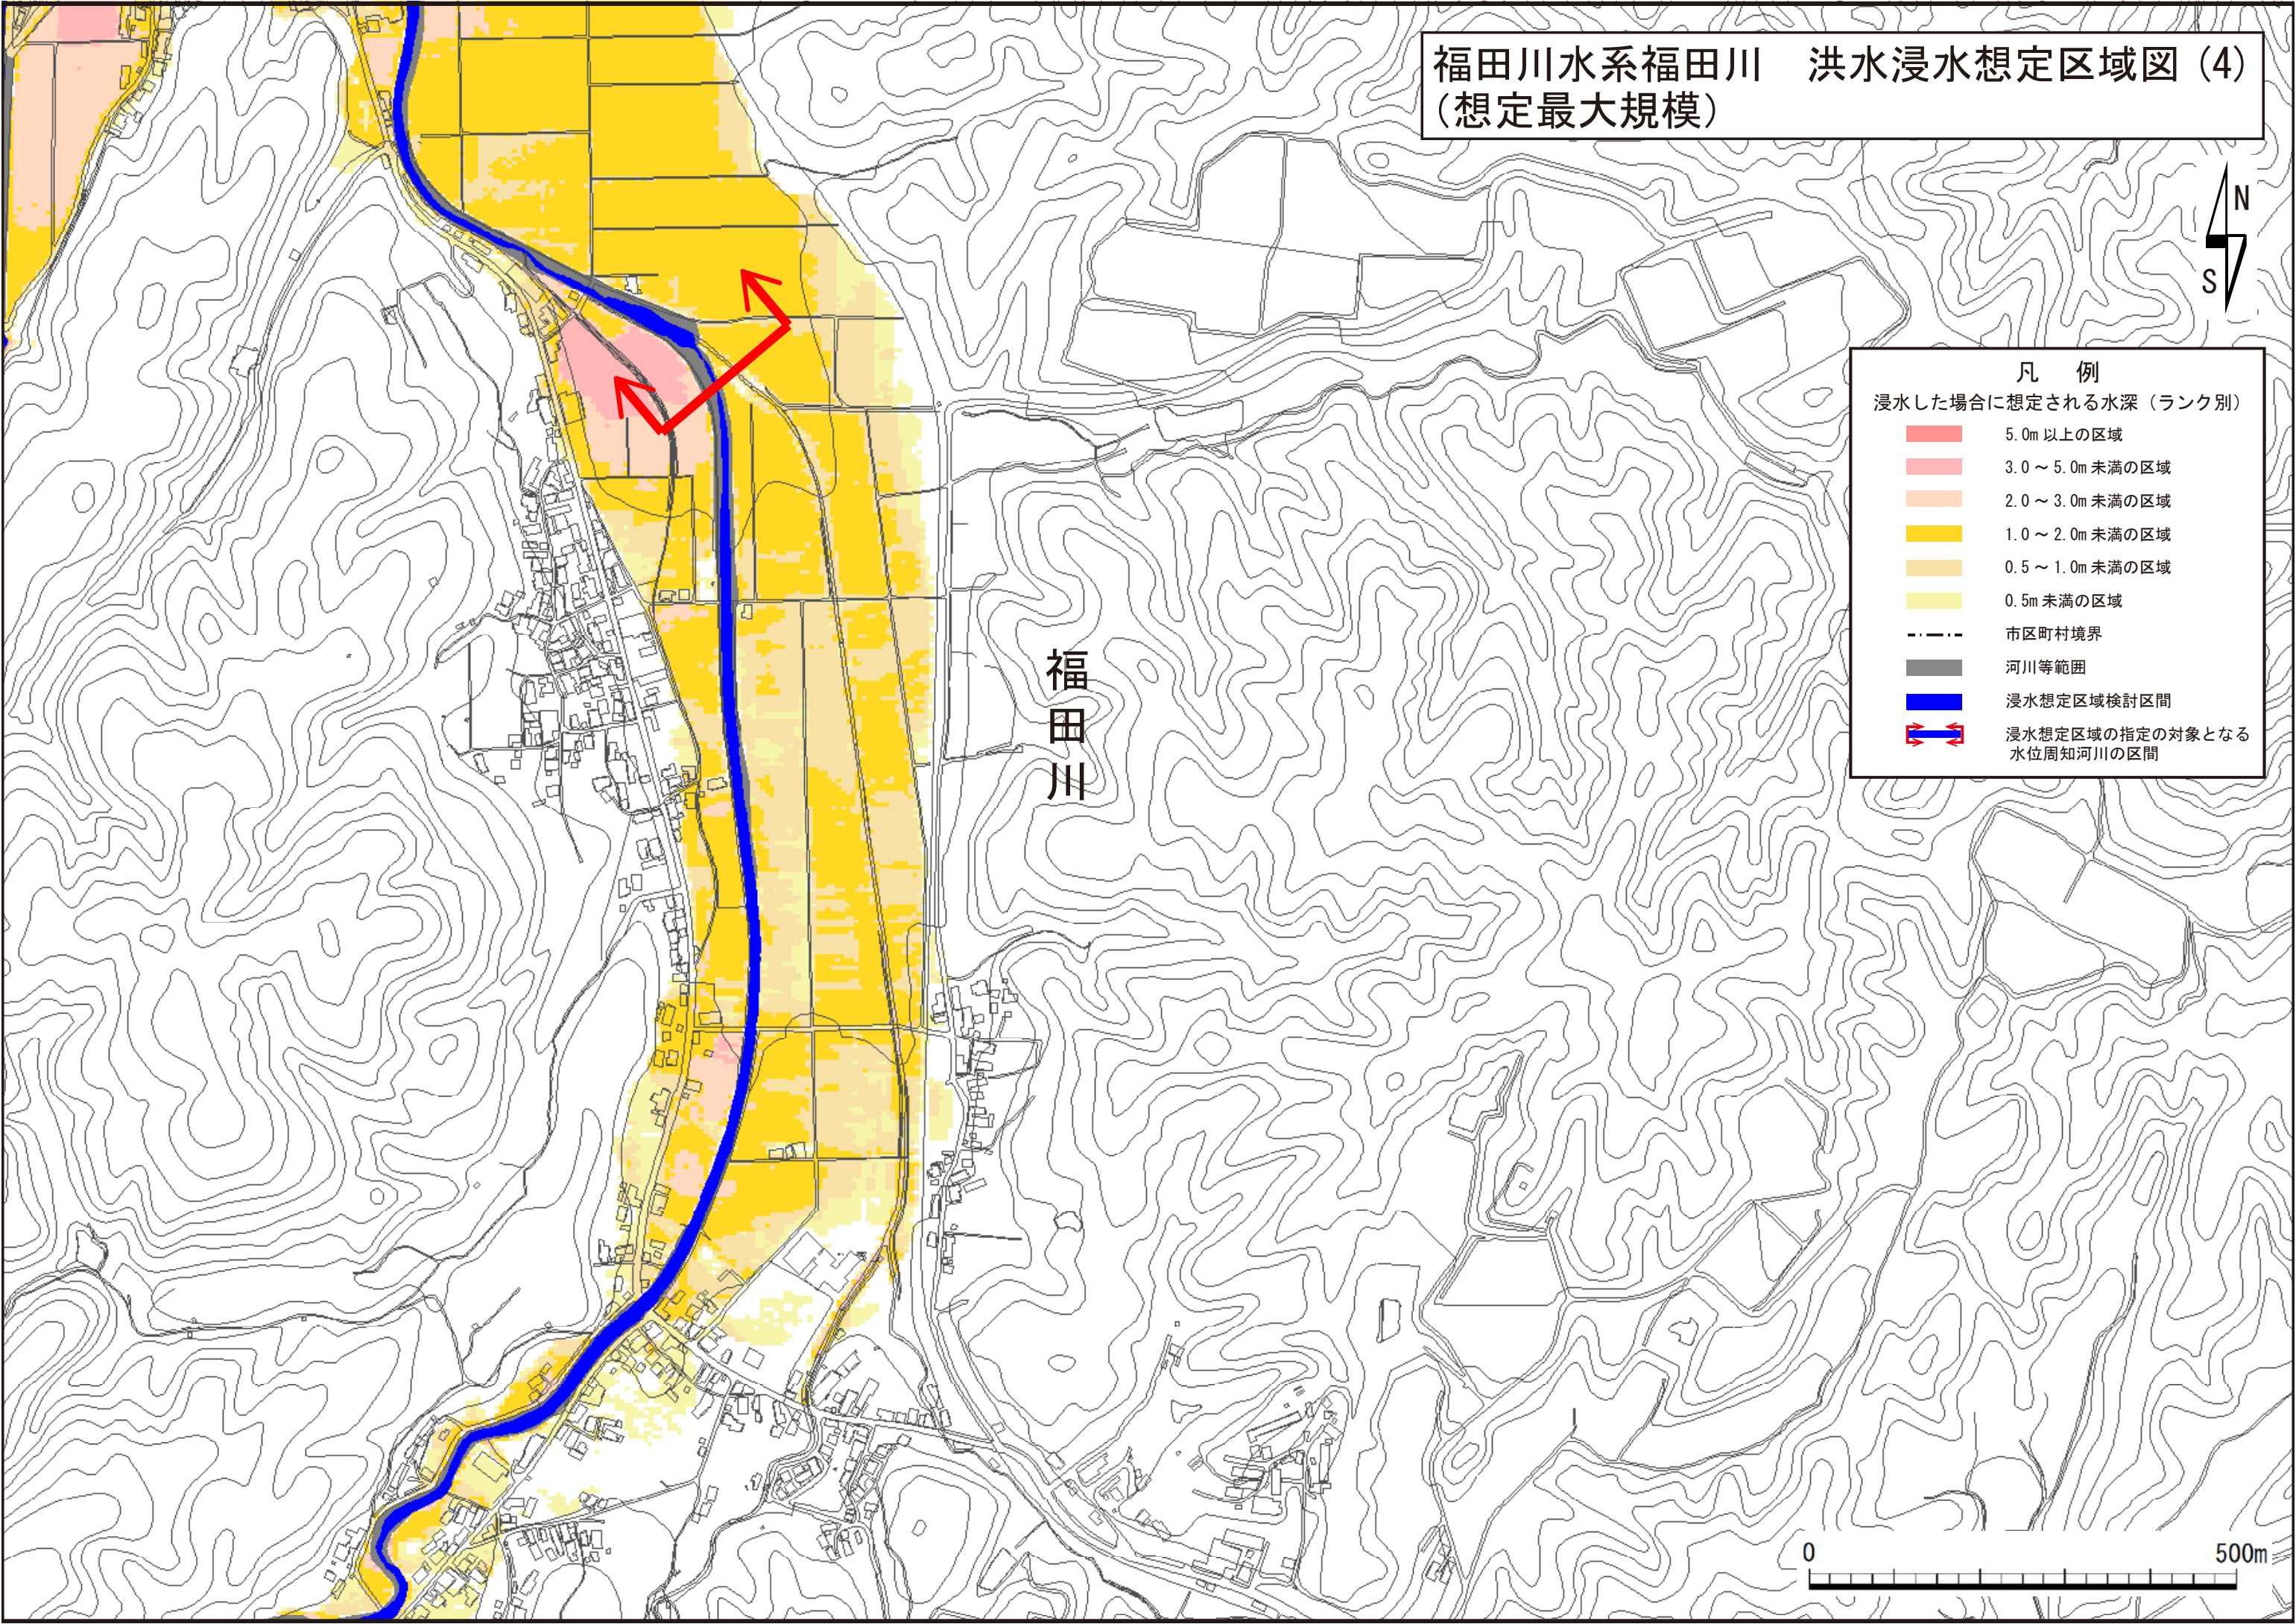 福田川水系福田川　洪水浸水想定区域図（4）
（想定最大規模）
N
S
凡　例
浸水した場合に想定される水深（ランク別）
5.0m 以上の区域
3.0 ～ 5.0m 未満の区域
2.0 ～ 3.0m 未満の区域
1.0 ～ 2.0m 未満の区域
0.5 ～ 1.0m 未満の区域
0.5m 未満の区域
市区町村境界
河川等範囲
浸水想定区域検討区間
浸水想定区域の指定の対象となる
水位周知河川の区間
福田川
0 500m